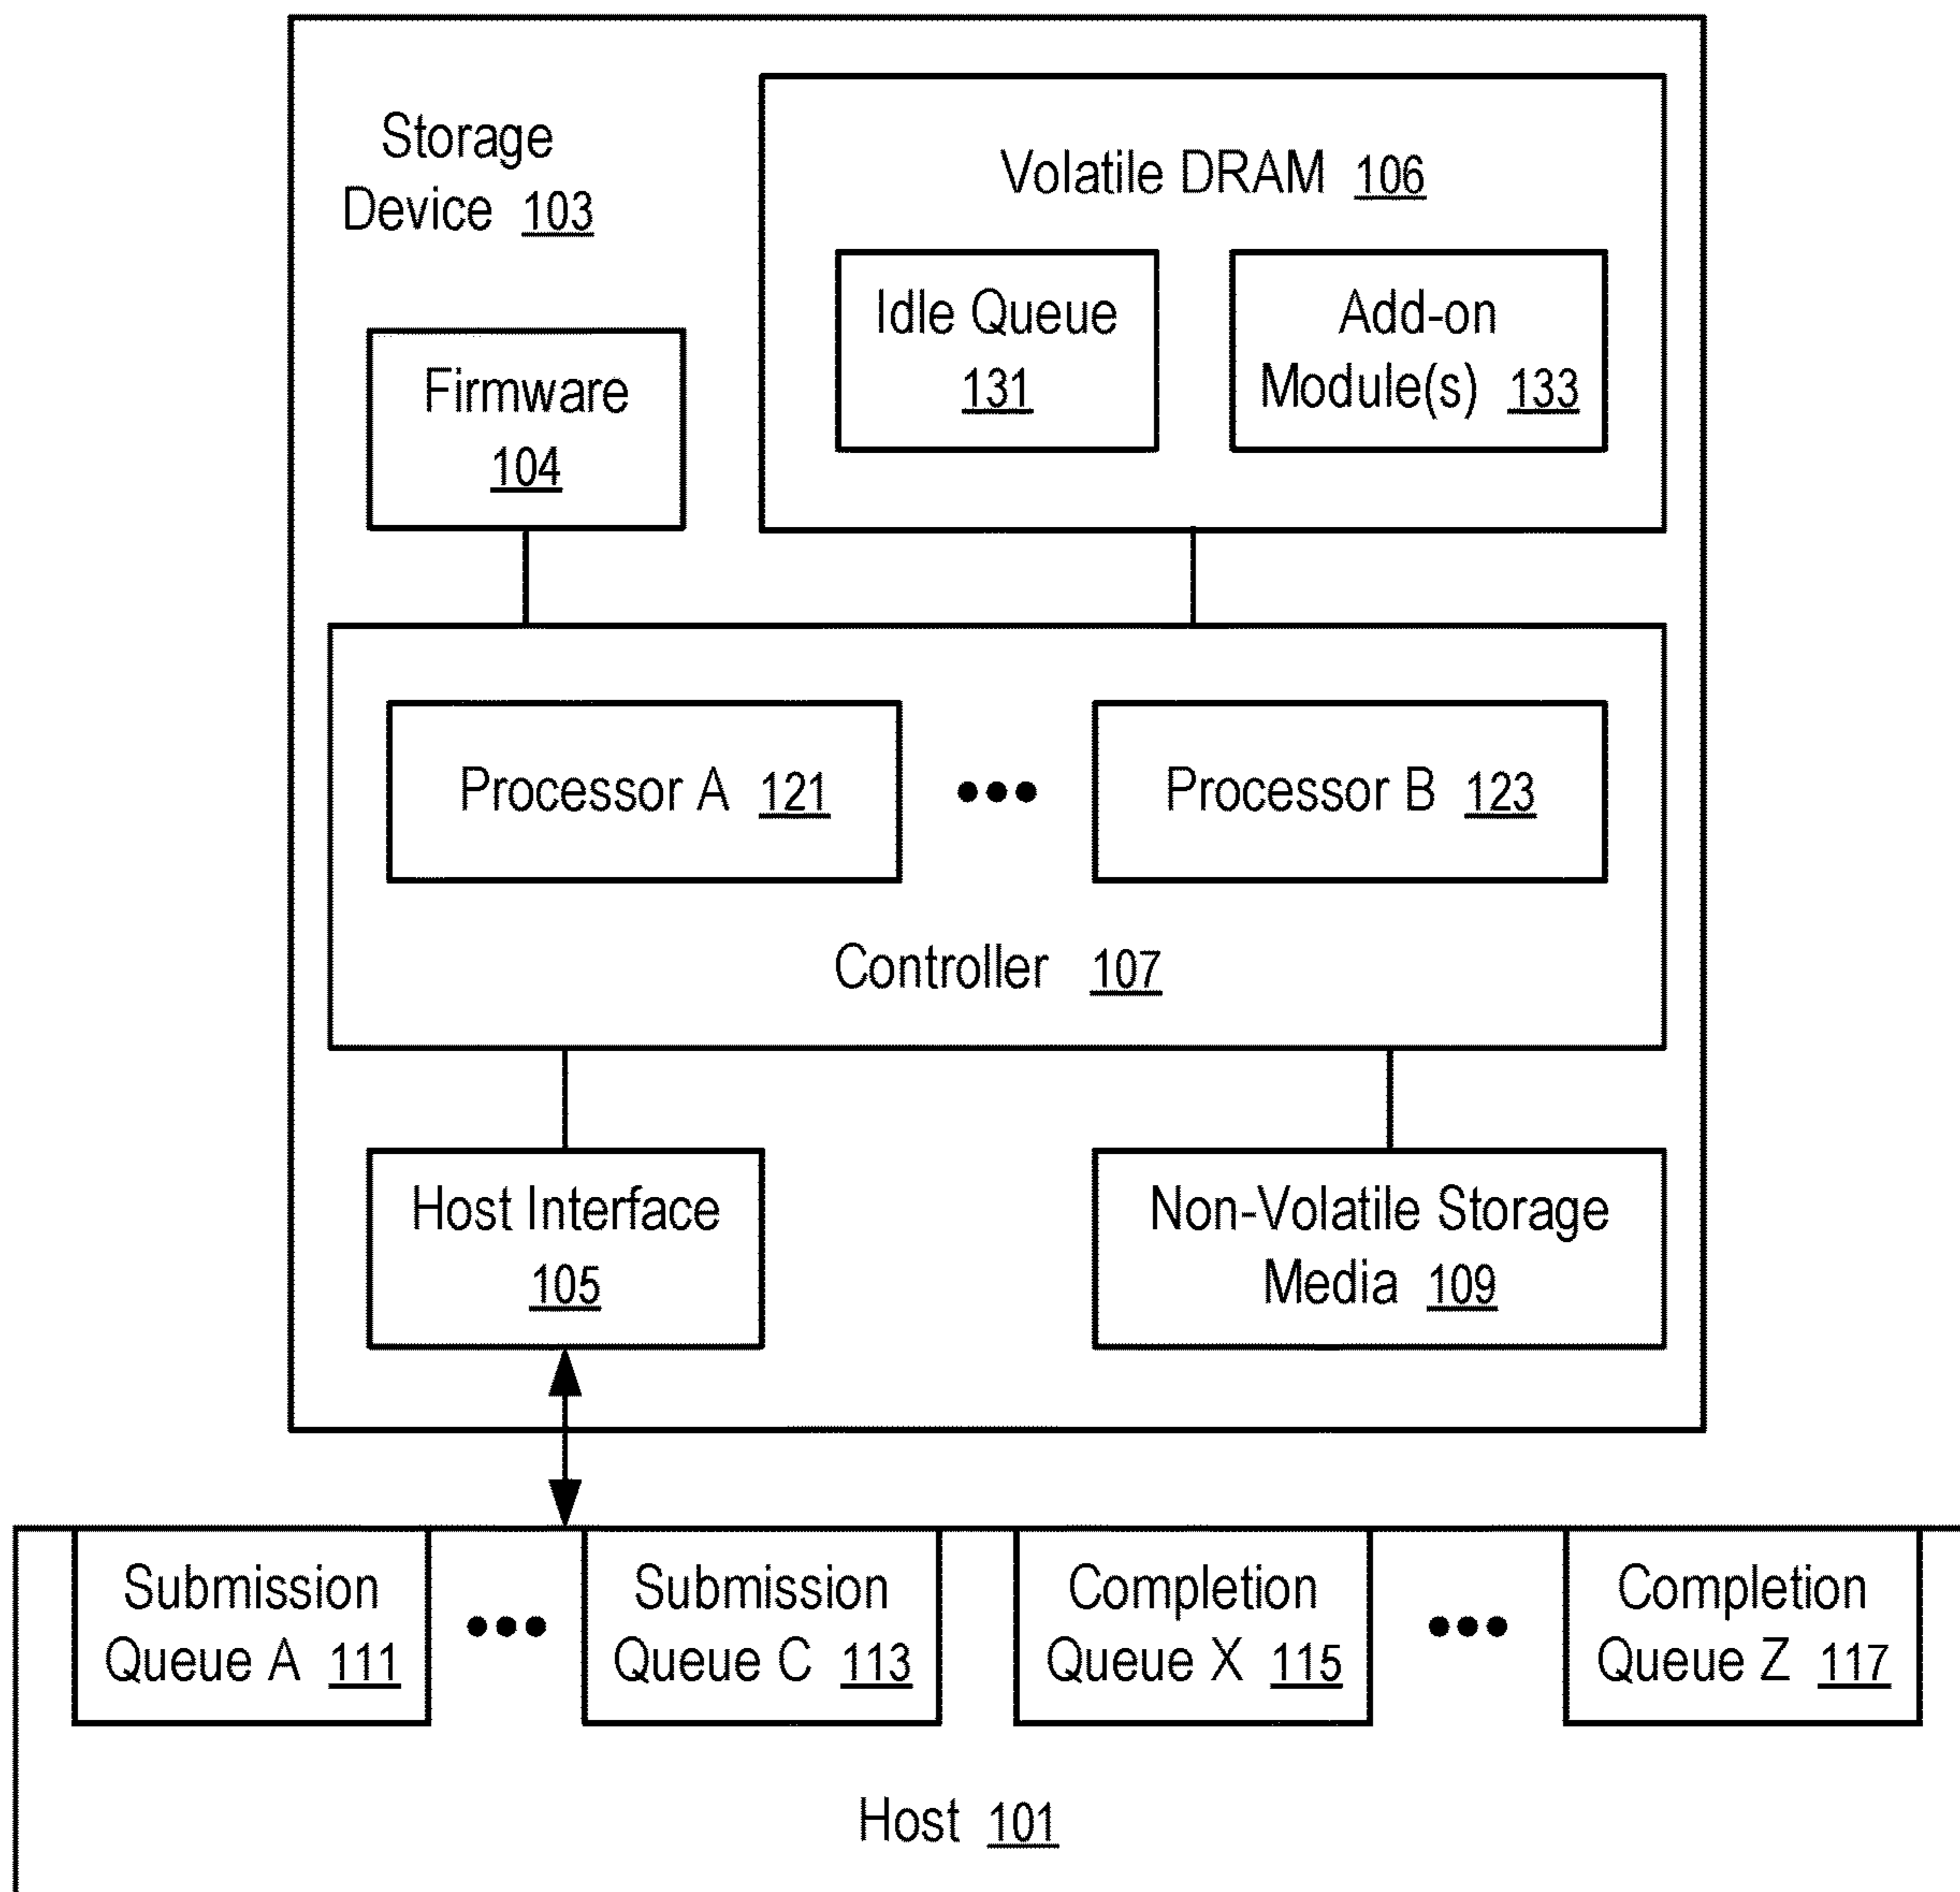 Storage
Device 103
Volatile DRAM 106
Idle Queue
131
Add-on
Module(s) 133
Firmware
104
Processor A 121
Processor B 123
Controller 107
Host Interface
105
Non-Volatile Storage
Media 109
Submission
Queue A 111
Submission
Queue C 113
Completion
Queue X 115
Completion
Queue Z 117
Host 101